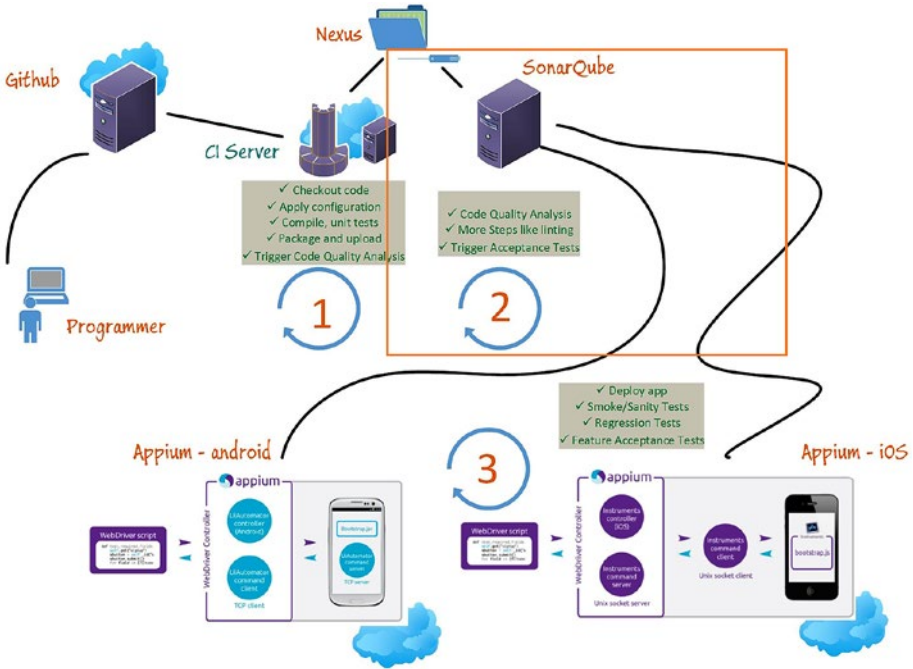 Nexus
SonarQube
Github
CI Server
✓ Checkout code
✓ Apply configuration
✓ Compile, unit tests
✓ Package and upload
✓ Trigger Code Quality Analysis
✓ Code Quality Analysis
✓ More Steps like linting
✓ Trigger Acceptance Tests
1
2
Programmer
✓ Deploy app
✓ Smoke/Sanity Tests
✓ Regression Tests
✓ Feature Acceptance Tests
3
Appium - android
appium
WebDriver script
WebDriver Controller
UiAutomator
controller
(Android)
UiAutomator
command
client
TCP client
Bootstrap.jar
UiAutomator
command
server
TCP server
Appium - iOS
appium
WebDriver script
WebDriver Controller
Instruments
controller
(iOS)
Instruments
command
server
Unix socket server
Instruments
command
client
Unix socket client
Instruments
bootstrap.js